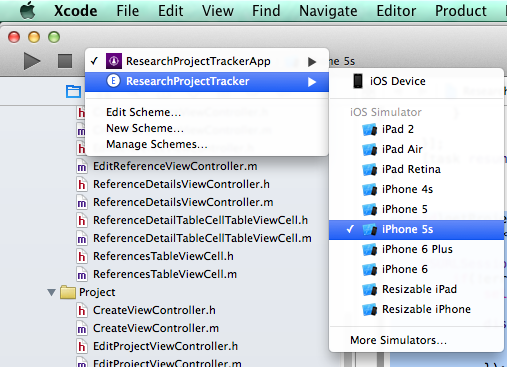 Xcode File Edit View Find Navigate Editor Product
ResearchProjectTrackerApp
5s
ResearchProjectTracker
Edit Scheme...
New Scheme...
Manage Schemes...
iOS Device
iOS Simulator
iPad 2
iPad Air
iPad Retina
iPhone 4s
iPhone 5
iPhone 5s
iPhone 6 Plus
iPhone 6
Resizable iPad
Resizable iPhone
More Simulators...
EditReferenceViewController.m
ReferenceDetailsViewController.h
ReferenceDetailsViewController.m
ReferenceDetailTableCellTableViewCell.h
ReferenceDetailTableCellTableViewCell.m
ReferencesTableViewCell.h
ReferencesTableViewCell.m
Project
CreateViewController.h
CreateViewController.m
EditProjectViewController.h
EditProjectViewController.m